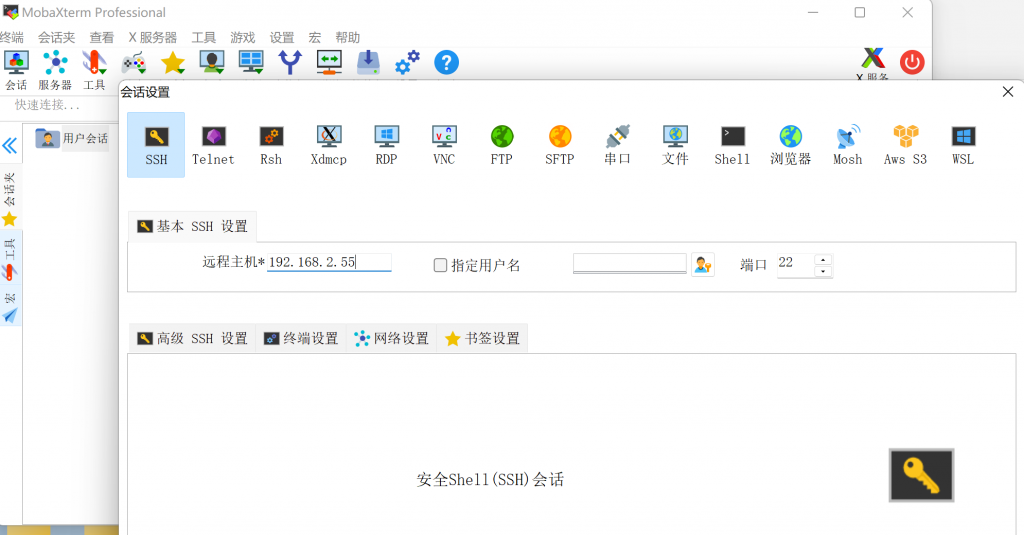 MobaXterm Professional
终端 会话夹 查看 X 服务器 工具 游戏 设置 宏 帮助
会话 服务器 工具
X 服务
快速连接...
用户会话
会话夹
工具
宏
会话设置
SSH Telnet Rsh Xdmcp RDP VNC FTP SFTP 串口 文件 Shell 浏览器 Mosh Aws S3 WSL
基本 SSH 设置
远程主机* 192.168.2.55 指定用户名 端口 22
高级 SSH 设置 终端设置 网络设置 书签设置
安全Shell(SSH)会话